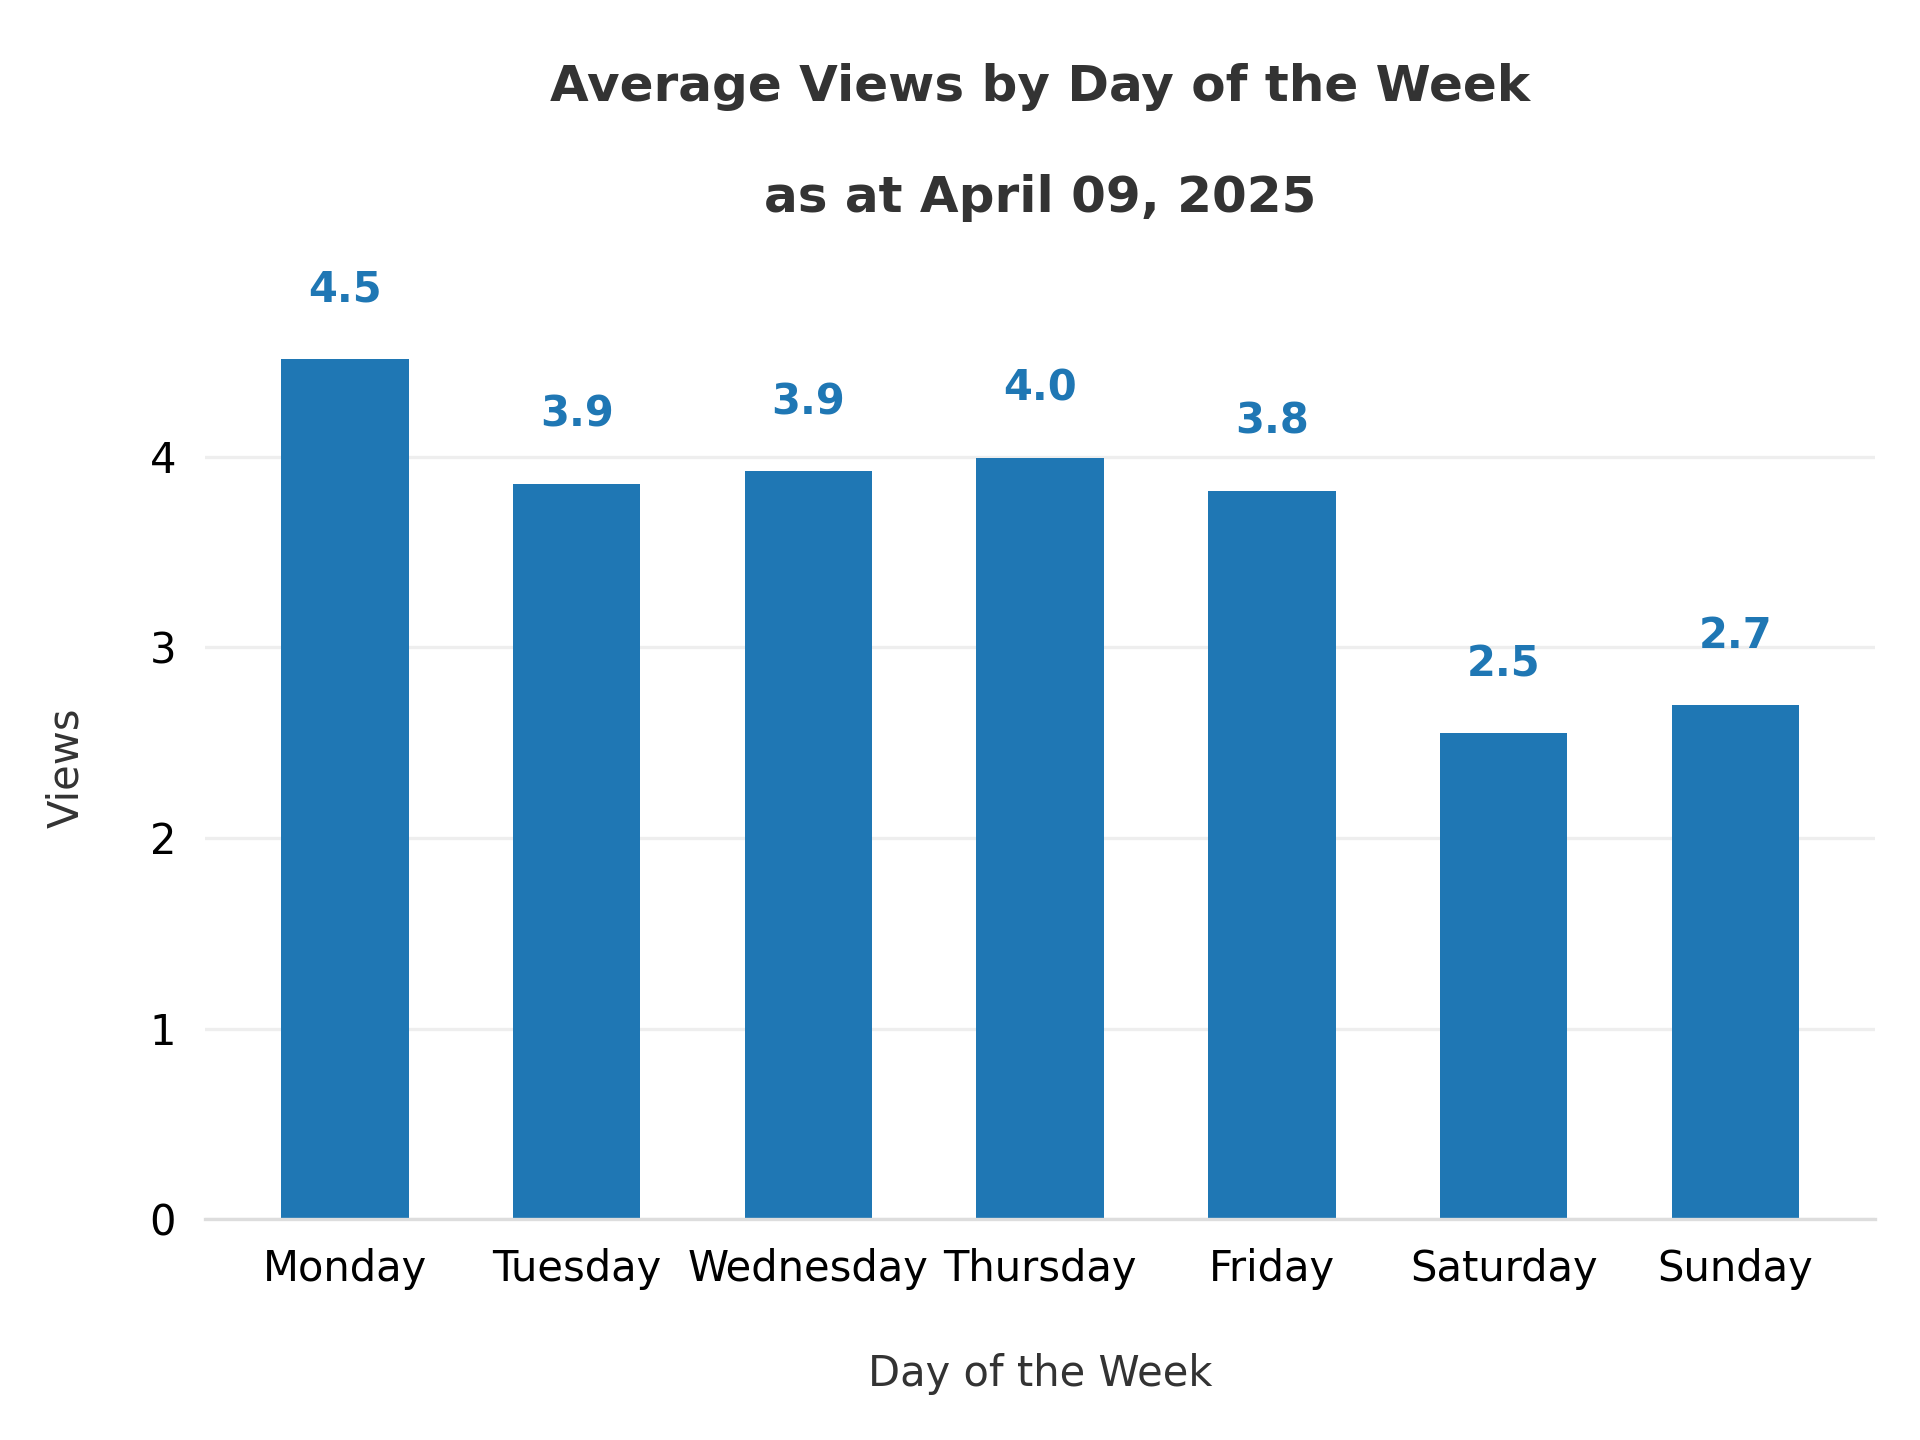 Average Views by Day of the Week
as at April 09, 2025
4.5
3.9
3.9
4.0
3.8
2.5
2.7
4
3
2
1
0
Views
Monday Tuesday Wednesday Thursday Friday Saturday Sunday
Day of the Week